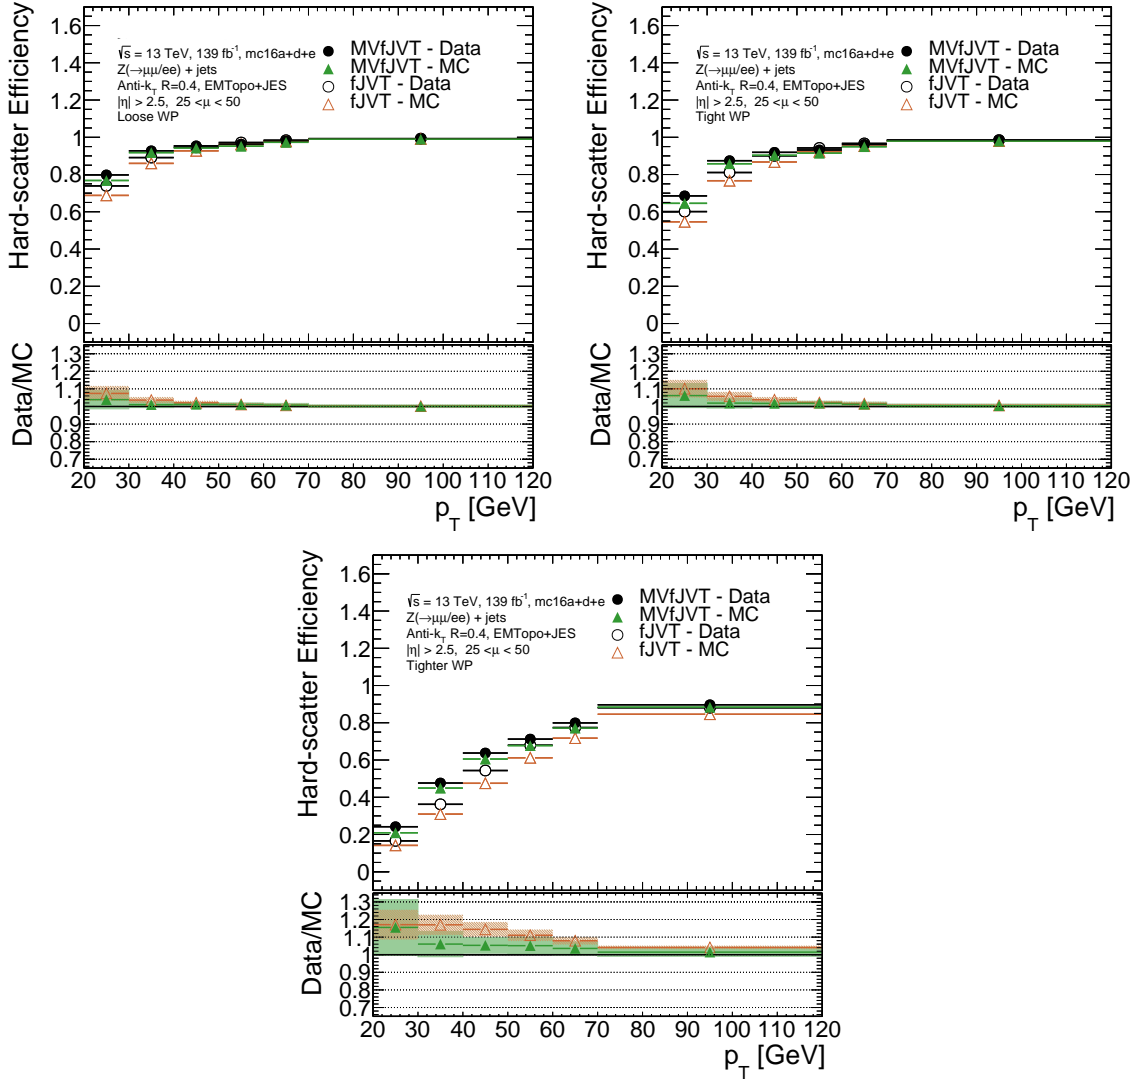 Hard-scatter Efficiency
1.6
1.4
1.2
1
0.8
0.6
0.4
0.2
0
√s = 13 TeV, 139 fb⁻¹, mc16a+d+e
Z(→μμ/ee) + jets
Anti-k_T R=0.4, EMTopo+JES
|η| > 2.5, 25 <μ < 50
Loose WP
MVfJVT - Data
MVfJVT - MC
fJVT - Data
fJVT - MC
Data/MC
1.3
1.2
1.1
1
0.9
0.8
0.7
20 30 40 50 60 70 80 90 100 110 120
p_T [GeV]
Hard-scatter Efficiency
1.6
1.4
1.2
1
0.8
0.6
0.4
0.2
0
√s = 13 TeV, 139 fb⁻¹, mc16a+d+e
Z(→μμ/ee) + jets
Anti-k_T R=0.4, EMTopo+JES
|η| > 2.5, 25 <μ < 50
Tight WP
MVfJVT - Data
MVfJVT - MC
fJVT - Data
fJVT - MC
Data/MC
1.3
1.2
1.1
1
0.9
0.8
0.7
20 30 40 50 60 70 80 90 100 110 120
p_T [GeV]
Hard-scatter Efficiency
1.6
1.4
1.2
1
0.8
0.6
0.4
0.2
0
√s = 13 TeV, 139 fb⁻¹, mc16a+d+e
Z(→μμ/ee) + jets
Anti-k_T R=0.4, EMTopo+JES
|η| > 2.5, 25 <μ < 50
Tighter WP
MVfJVT - Data
MVfJVT - MC
fJVT - Data
fJVT - MC
Data/MC
1.3
1.2
1.1
1
0.9
0.8
0.7
20 30 40 50 60 70 80 90 100 110 120
p_T [GeV]